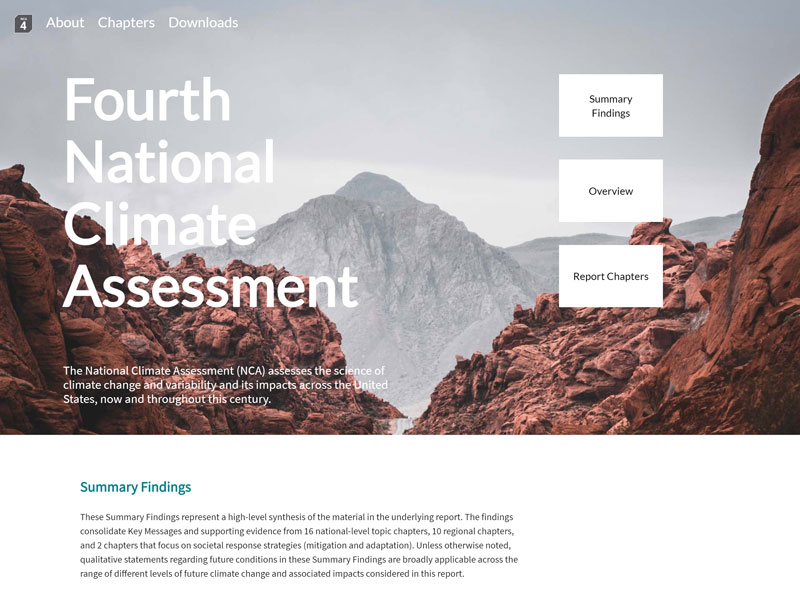 4
About Chapters Downloads
Fourth
National
Climate
Assessment
Summary
Findings
Overview
Report Chapters
The National Climate Assessment (NCA) assesses the science of
climate change and variability and its impacts across the United
States, now and throughout this century.
Summary Findings
These Summary Findings represent a high-level synthesis of the material in the underlying report. The findings
consolidate Key Messages and supporting evidence from 16 national-level topic chapters, 10 regional chapters,
and 2 chapters that focus on societal response strategies (mitigation and adaptation). Unless otherwise noted,
qualitative statements regarding future conditions in these Summary Findings are broadly applicable across the
range of different levels of future climate change and associated impacts considered in this report.